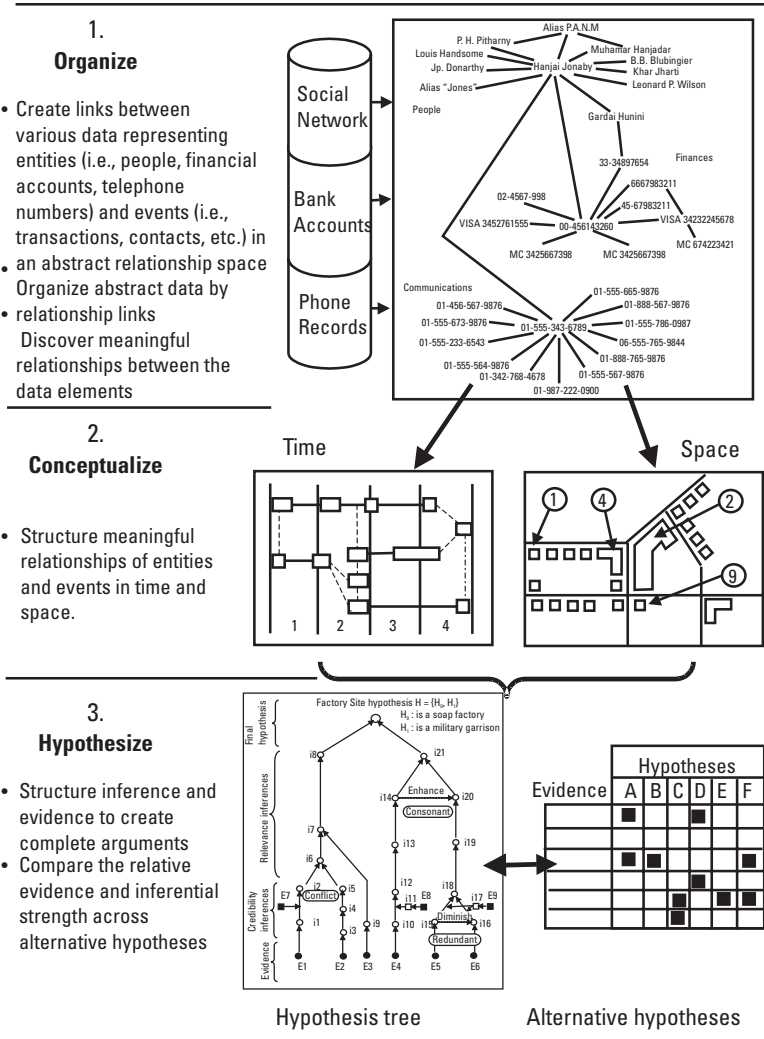 1.
Organize
• Create links between
various data representing
entities (i.e., people, financial
accounts, telephone
numbers) and events (i.e.,
transactions, contacts, etc.) in
• an abstract relationship space
Organize abstract data by
• relationship links
Discover meaningful
relationships between the
data elements
Social
Network
Bank
Accounts
Phone
Records
Alias P.A.N.M
P. H. Pitharny
Muhamar Hanjadar
Louis Handsome
B.B. Blubingier
Jp. Donarthy
Hanjai Jonaby
Khar Jharti
Alias "Jones"
Leonard P. Wilson
People
Gardai Hunini
33-34897654
Finances
6667983211
02-4567-998
45-67983211
VISA 3452761555
00-456143260
VISA 34232245678
MC 3425667398
MC 3425667398
MC 674223421
Communications
01-555-665-9876
01-456-567-9876
01-888-567-9876
01-555-673-9876
01-555-343-6789
01-555-786-0987
01-555-233-6543
06-555-765-9844
01-888-765-9876
01-555-564-9876
01-342-768-4678
01-555-567-9876
01-987-222-0900
2.
Conceptualize
• Structure meaningful
relationships of entities
and events in time and
space.
Time
1 2 3 4
Space
1
4
2
9
3.
Hypothesize
• Structure inference and
evidence to create
complete arguments
• Compare the relative
evidence and inferential
strength across
alternative hypotheses
Factory Site hypothesis H = {H₀, H₁}
H₀ : is a soap factory
H₁ : is a military garrison
Final
hypothesis
Relevance inferences
Credibility
inferences
Evidence
i8
i21
Enhance
i14
i20
Consonant
i7
i13
i19
i6
i12
i18
E7
i2
i5
Conflict
i11
E8
i17
E9
i4
Diminish
i1
i3
i9
i10
i15
i16
Redundant
E1
E2
E3
E4
E5
E6
Hypothesis tree
Hypotheses
Evidence A B C D E F
Alternative hypotheses